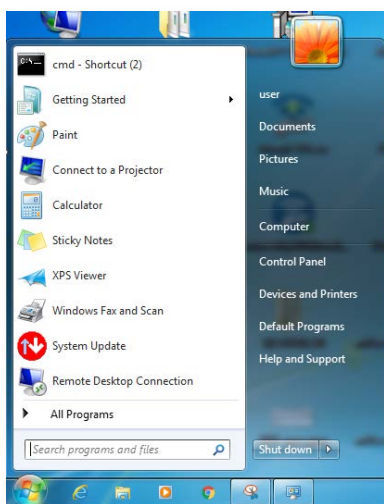 cmd - Shortcut (2)
Getting Started
Paint
Connect to a Projector
Calculator
Sticky Notes
XPS Viewer
Windows Fax and Scan
System Update
Remote Desktop Connection
All Programs
Search programs and files
user
Documents
Pictures
Music
Computer
Control Panel
Devices and Printers
Default Programs
Help and Support
Shut down